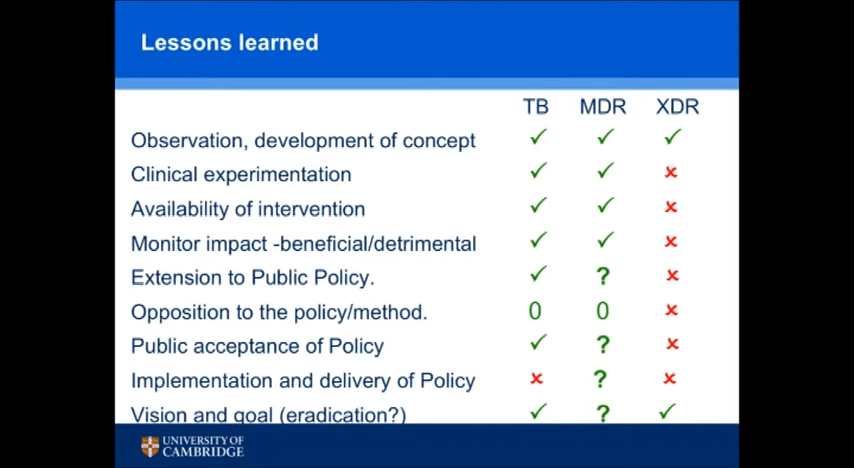 Lessons learned
TB MDR XDR
Observation, development of concept ✓ ✓ ✓
Clinical experimentation ✓ ✓ ×
Availability of intervention ✓ ✓ ×
Monitor impact -beneficial/detrimental ✓ ✓ ×
Extension to Public Policy. ✓ ? ×
Opposition to the policy/method. 0 0 ×
Public acceptance of Policy ✓ ? ×
Implementation and delivery of Policy × ? ×
Vision and goal (eradication?) ✓ ? ✓
UNIVERSITY OF
CAMBRIDGE